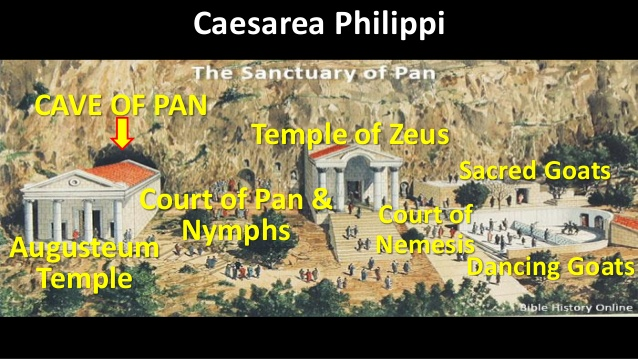 Caesarea Philippi
The Sanctuary of Pan
CAVE OF PAN
Temple of Zeus
Sacred Goats
Court of Pan &
Nymphs
Court of
Nemesis
Augusteum
Temple
Dancing Goats
Bible History Online